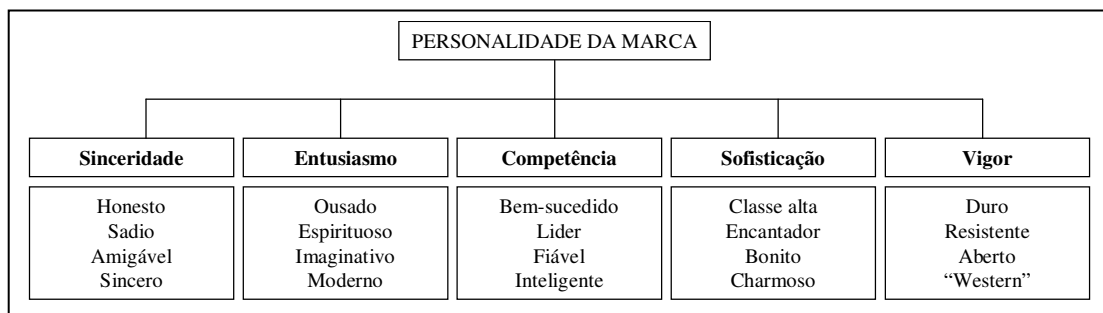 PERSONALIDADE DA MARCA
Sinceridade
Entusiasmo
Competência
Sofisticação
Vigor
Honesto
Sadio
Amigável
Sincero
Ousado
Espirituoso
Imaginativo
Moderno
Bem-sucedido
Lider
Fiável
Inteligente
Classe alta
Encantador
Bonito
Charmoso
Duro
Resistente
Aberto
“Western”